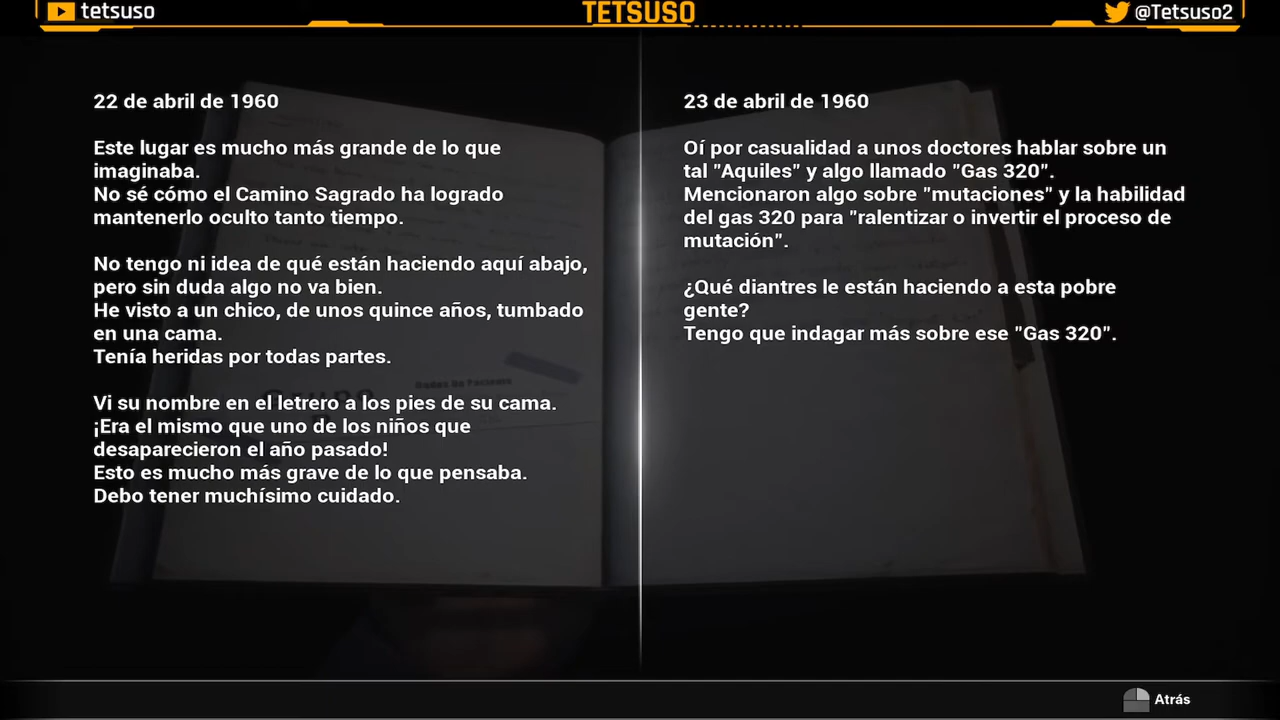 tetsuso
TETSUSO
@Tetsuso2
22 de abril de 1960
Este lugar es mucho más grande de lo que
imaginaba.
No sé cómo el Camino Sagrado ha logrado
mantenerlo oculto tanto tiempo.
No tengo ni idea de qué están haciendo aquí abajo,
pero sin duda algo no va bien.
He visto a un chico, de unos quince años, tumbado
en una cama.
Tenía heridas por todas partes.
Vi su nombre en el letrero a los pies de su cama.
¡Era el mismo que uno de los niños que
desaparecieron el año pasado!
Esto es mucho más grave de lo que pensaba.
Debo tener muchísimo cuidado.
23 de abril de 1960
Oí por casualidad a unos doctores hablar sobre un
tal "Aquiles" y algo llamado "Gas 320".
Mencionaron algo sobre "mutaciones" y la habilidad
del gas 320 para "ralentizar o invertir el proceso de
mutación".
¿Qué diantres le están haciendo a esta pobre
gente?
Tengo que indagar más sobre ese "Gas 320".
Atrás